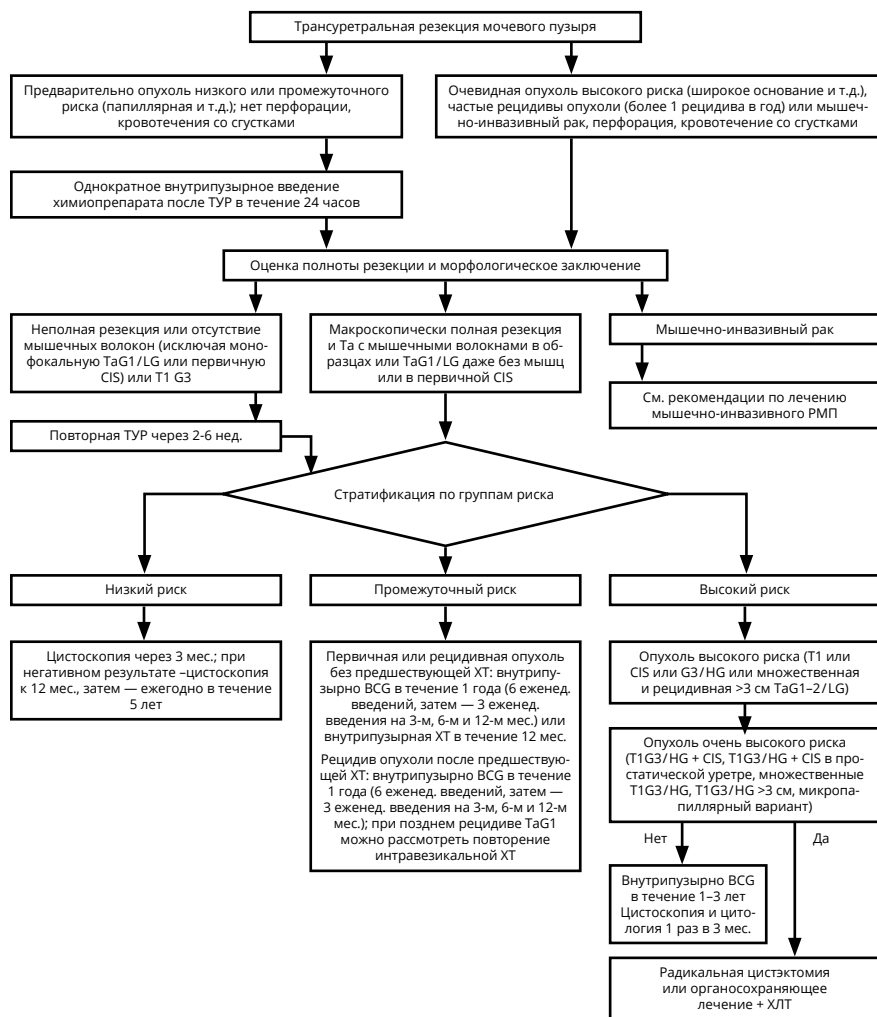 Трансуретральная резекция мочевого пузыря
Предварительно опухоль низкого или промежуточного
риска (папиллярная и т.д.); нет перфорации,
кровотечения со сгустками
Очевидная опухоль высокого риска (широкое основание и т.д.),
частые рецидивы опухоли (более 1 рецидива в год) или мышеч-
но-инвазивный рак, перфорация, кровотечение со сгустками
Однократное внутрипузырное введение
химиопрепарата после ТУР в течение 24 часов
Оценка полноты резекции и морфологическое заключение
Неполная резекция или отсутствие
мышечных волокон (исключая моно-
фокальную TaG1/LG или первичную
CIS) или T1 G3
Макроскопически полная резекция
и Ta с мышечными волокнами в об-
разцах или TaG1/LG даже без мышц
или в первичной CIS
Мышечно-инвазивный рак
См. рекомендации по лечению
мышечно-инвазивного РМП
Повторная ТУР через 2-6 нед.
Стратификация по группам риска
Низкий риск
Промежуточный риск
Высокий риск
Цистоскопия через 3 мес.; при
негативном результате –цистоскопия
к 12 мес., затем — ежегодно в течение
5 лет
Первичная или рецидивная опухоль
без предшествующей ХТ: внутрипу-
зырно BCG в течение 1 года (6 еженед.
введений, затем — 3 еженед.
введения на 3-м, 6-м и 12-м мес.) или
внутрипузырная ХТ в течение 12 мес.
Рецидив опухоли после предшествую-
щей ХТ: внутрипузырно BCG в течение
1 года (6 еженед. введений, затем —
3 еженед. введения на 3-м, 6-м и 12-м
мес.); при позднем рецидиве TaG1
можно рассмотреть повторение
интравезикальной ХТ
Опухоль высокого риска (T1 или
CIS или G3/HG или множественная
и рецидивная >3 см TaG1–2/LG)
Опухоль очень высокого риска
(T1G3/HG + CIS, T1G3/HG + CIS в про-
статической уретре, множественные
T1G3/HG, T1G3/HG >3 см, микропа-
пиллярный вариант)
Нет
Да
Внутрипузырно BCG
в течение 1–3 лет
Цистоскопия и цито-
логия 1 раз в 3 мес.
Радикальная цистэктомия
или органосохраняющее
лечение + ХЛТ